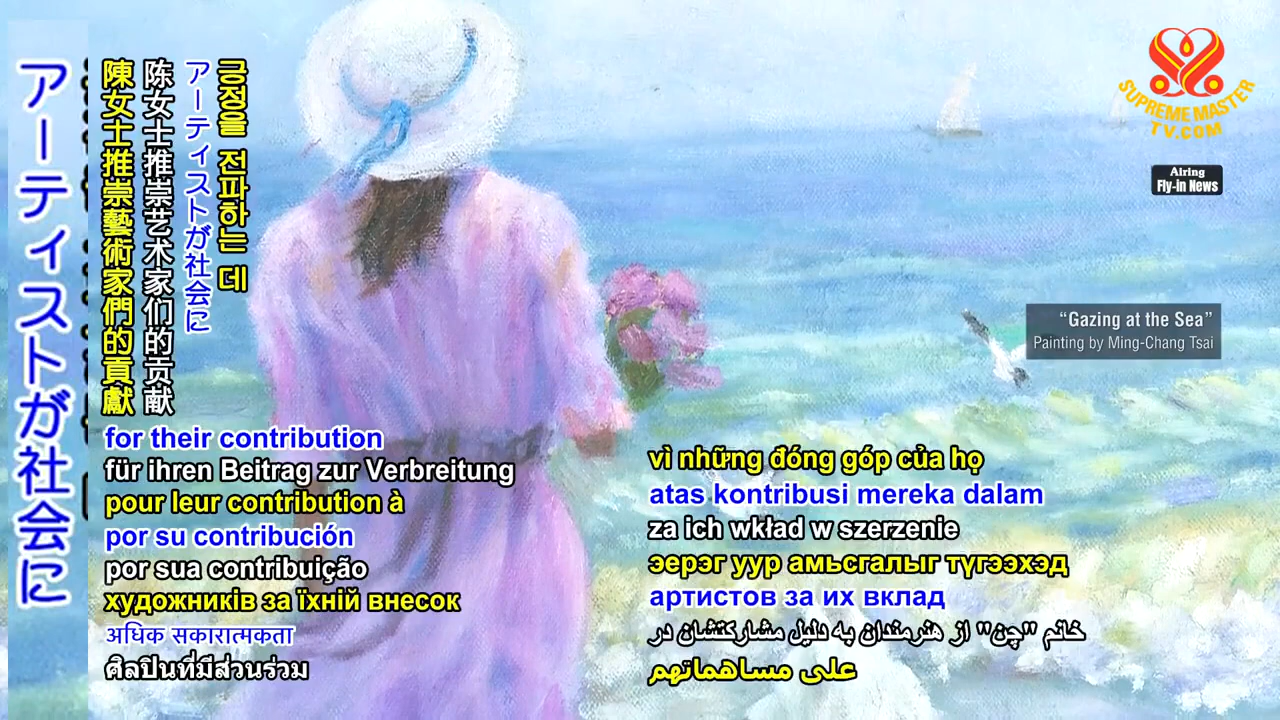 アーティストが社会に
陳女士推崇藝術家們的貢獻
陈女士推崇艺术家们的贡献
アーティストが社会に
긍정을 전파하는 데
SUPREME MASTER
TV.COM
Airing
Fly-in News
“Gazing at the Sea”
Painting by Ming-Chang Tsai
for their contribution
für ihren Beitrag zur Verbreitung
pour leur contribution à
por su contribución
por sua contribuição
художників за їхній внесок
अधिक सकारात्मकता
ศิลปินที่มีส่วนร่วม
vì những đóng góp của họ
atas kontribusi mereka dalam
za ich wkład w szerzenie
эерэг уур амьсгалыг түгээхэд
артистов за их вклад
خانم "چن" از هنرمندان به دلیل مشارکتشان در
على مساهماتهم